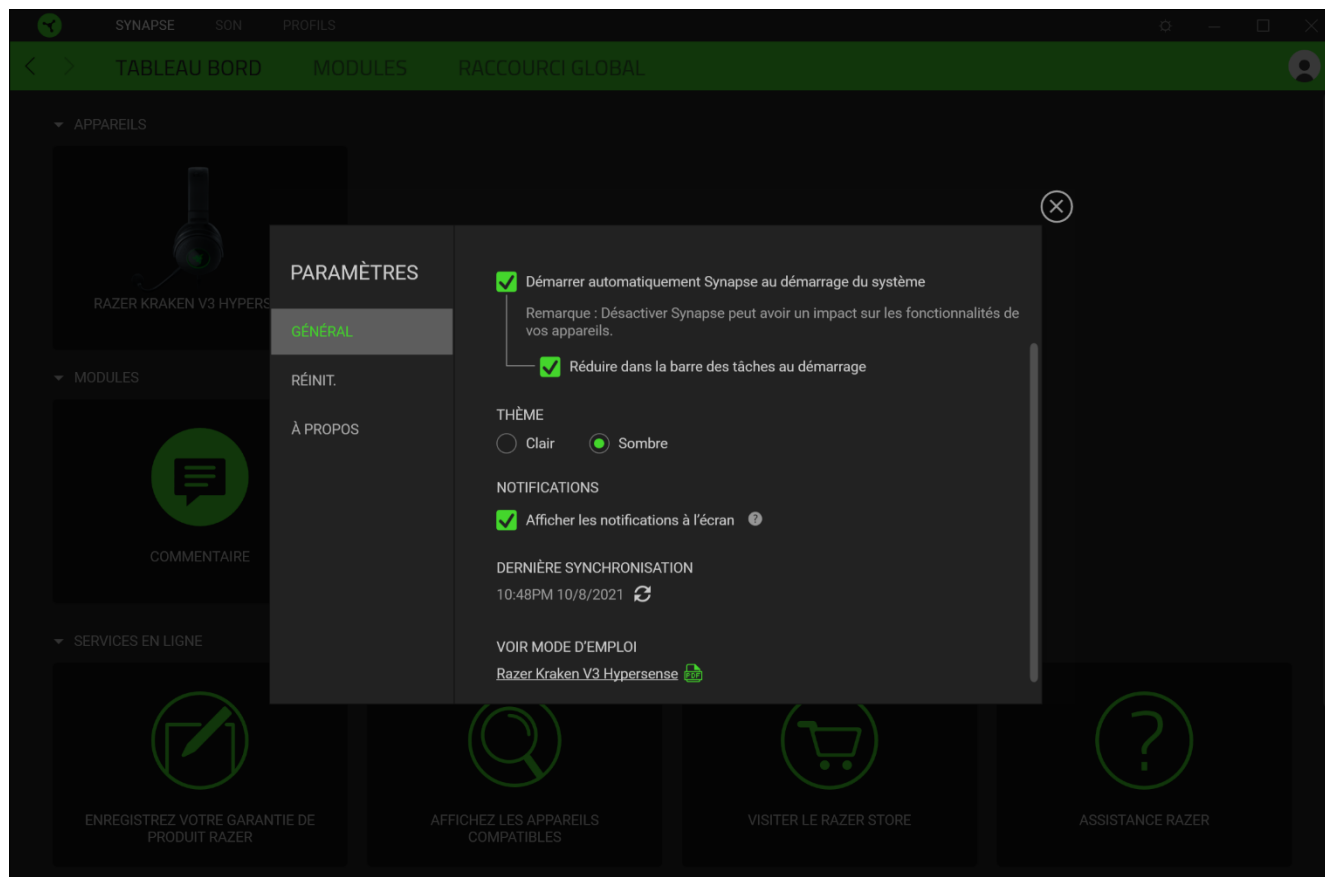 SYNAPSE SON PROFILS
TABLEAU BORD MODULES RACCOURCI GLOBAL
APPAREILS
RAZER KRAKEN V3 HYPERS
MODULES
COMMENTAIRE
SERVICES EN LIGNE
ENREGISTREZ VOTRE GARANTIE DE
PRODUIT RAZER
AFFICHEZ LES APPAREILS
COMPATIBLES
VISITER LE RAZER STORE
ASSISTANCE RAZER
PARAMÈTRES
GÉNÉRAL
RÉINIT.
À PROPOS
Démarrer automatiquement Synapse au démarrage du système
Remarque : Désactiver Synapse peut avoir un impact sur les fonctionnalités de
vos appareils.
Réduire dans la barre des tâches au démarrage
THÈME
Clair Sombre
NOTIFICATIONS
Afficher les notifications à l’écran ?
DERNIÈRE SYNCHRONISATION
10:48PM 10/8/2021
VOIR MODE D’EMPLOI
Razer Kraken V3 Hypersense PDF